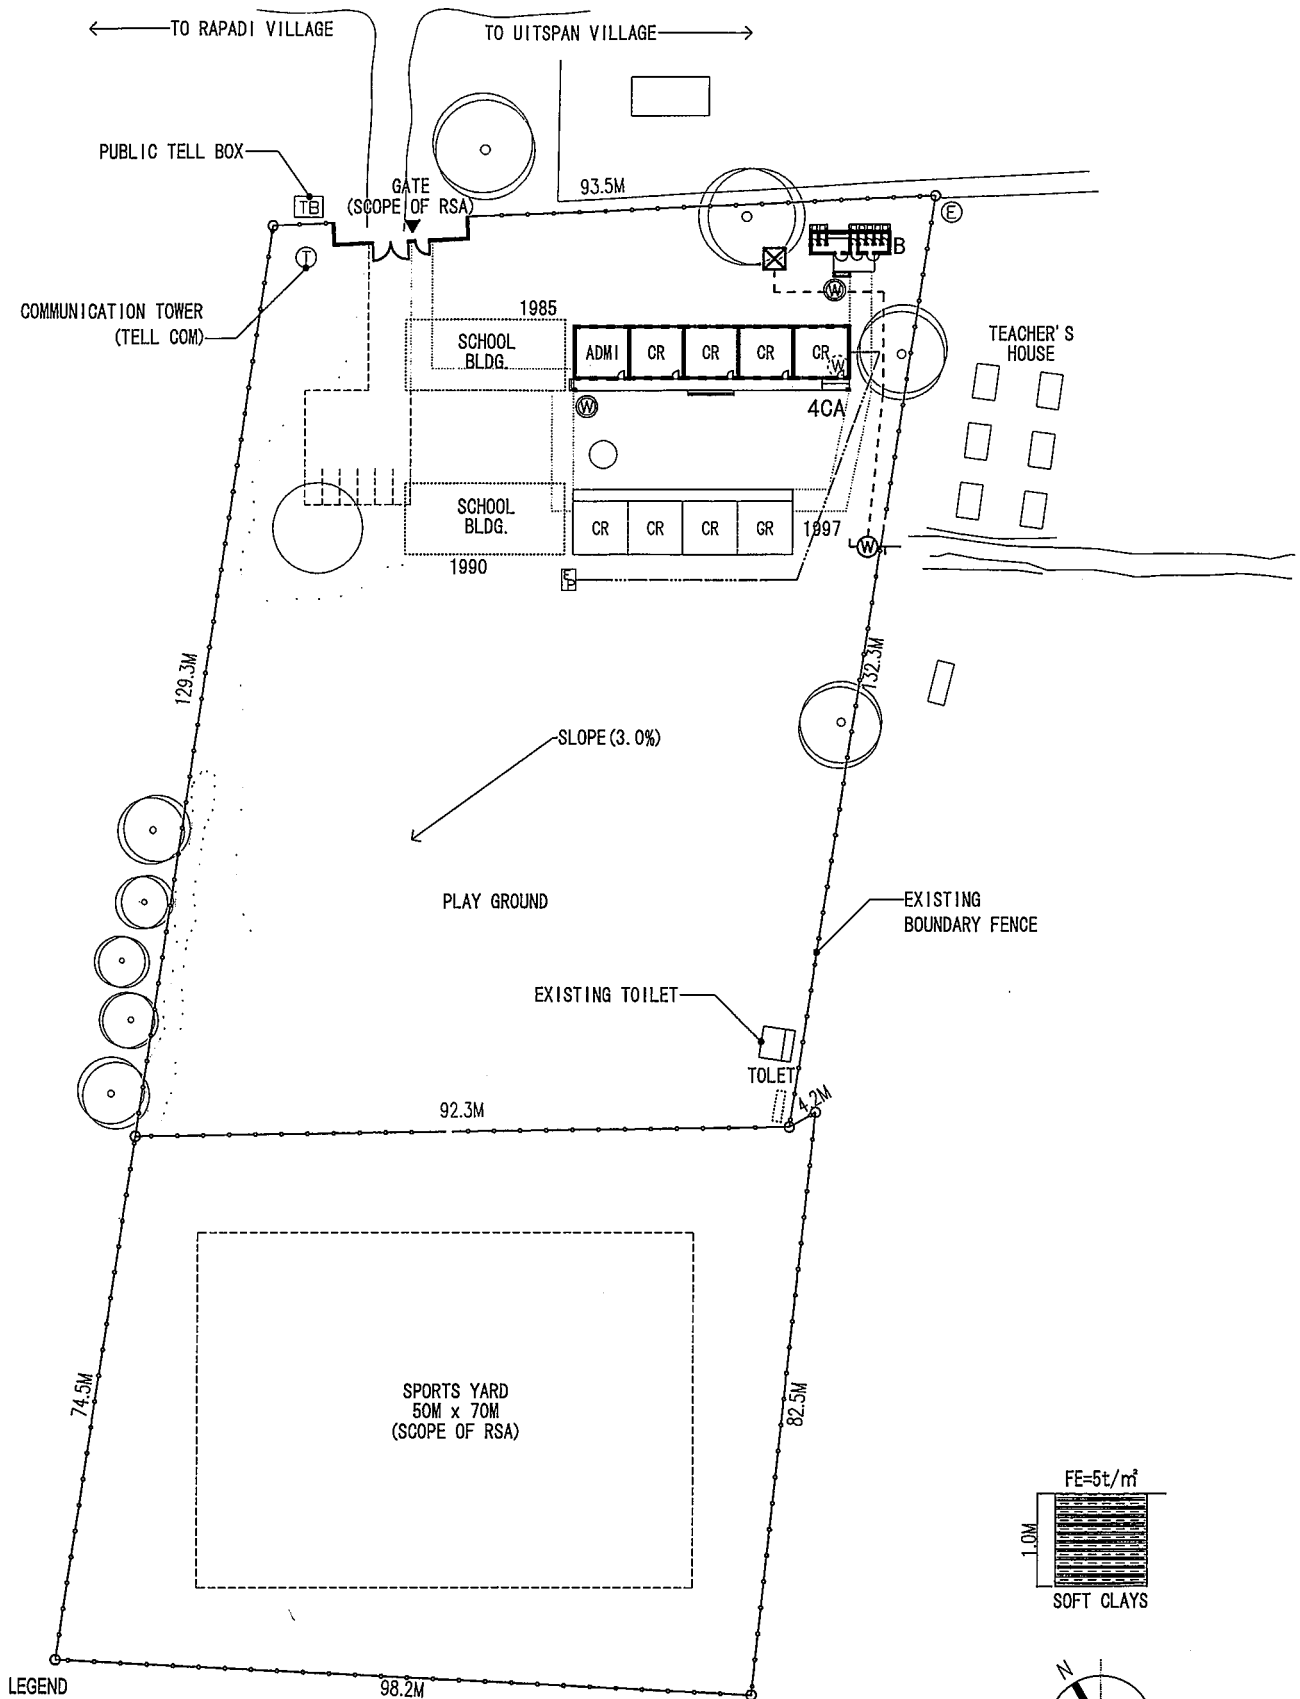 TO RAPADI VILLAGE
TO UITSPAN VILLAGE
PUBLIC TELL BOX
TB
GATE
(SCOPE OF RSA)
93.5M
E
T
B
W
COMMUNICATION TOWER
(TELL COM)
1985
SCHOOL
BLDG.
ADMI
CR
CR
CR
CR
W
TEACHER'S
HOUSE
W
4CA
SCHOOL
BLDG.
CR
CR
CR
GR
1997
W
1990
EP
129.3M
132.3M
SLOPE(3.0%)
PLAY GROUND
EXISTING
BOUNDARY FENCE
EXISTING TOILET
TOLET
4.2M
92.3M
74.5M
SPORTS YARD
50M x 70M
(SCOPE OF RSA)
82.5M
FE=5t/㎡
1.0M
SOFT CLAYS
N
LEGEND
98.2M